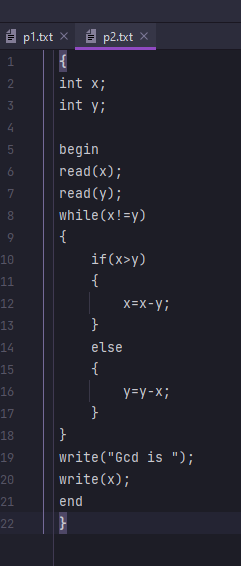 p1.txt p2.txt
1 {
2 int x;
3 int y;
4
5 begin
6 read(x);
7 read(y);
8 while(x!=y)
9 {
10 if(x>y)
11 {
12 x=x-y;
13 }
14 else
15 {
16 y=y-x;
17 }
18 }
19 write("Gcd is ");
20 write(x);
21 end
22 }